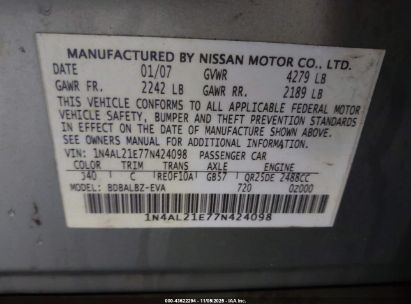 MANUFACTURED BY NISSAN MOTOR CO., LTD.
DATE 01/07 GVWR 4279 LB
GAWR FR. 2242 LB GAWR RR. 2189 LB
THIS VEHICLE CONFORMS TO ALL APPLICABLE FEDERAL MOTOR
VEHICLE SAFETY, BUMPER AND THEFT PREVENTION STANDARDS
IN EFFECT ON THE DATE OF MANUFACTURE SHOWN ABOVE.
SEE OWNERS MANUAL FOR ADDITIONAL INFORMATION.
VIN: 1N4AL21E77N424098 PASSENGER CAR
COLOR TRIM TRANS AXLE ENGINE
340 C RE0F10A GB57 QR25DE 2488CC
MODEL: BDBALBZ-EVA 720 02000
1N4AL21E77N424098